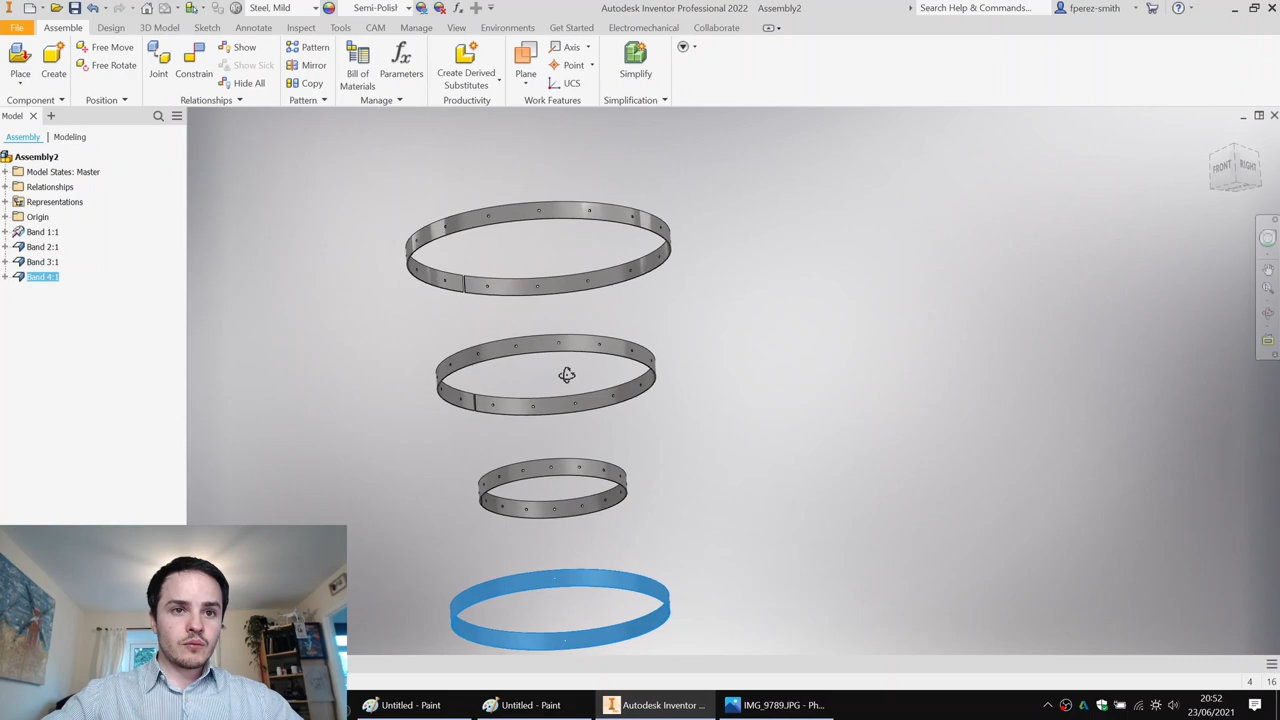 Steel, Mild
Semi-Polish
Autodesk Inventor Professional 2022 Assembly2
Search Help & Commands...
fperez-smith
File Assemble Design 3D Model Sketch Annotate Inspect Tools CAM Manage View Environments Get Started Electromechanical Collaborate
Place
Create
Free Move
Free Rotate
Joint
Constrain
Show
Show Sick
Hide All
Pattern
Mirror
Copy
Bill of
Materials
Parameters
Create Derived
Substitutes
Plane
Axis
Point
UCS
Simplify
Component Position Relationships Pattern Manage Productivity Work Features Simplification
Model
Assembly Modeling
Assembly2
Model States: Master
Relationships
Representations
Origin
Band 1:1
Band 2:1
Band 3:1
Band 4:1
FRONT RIGHT
4 16
Untitled - Paint
Untitled - Paint
Autodesk Inventor ...
IMG_9789.JPG - Ph...
20:52
23/06/2021